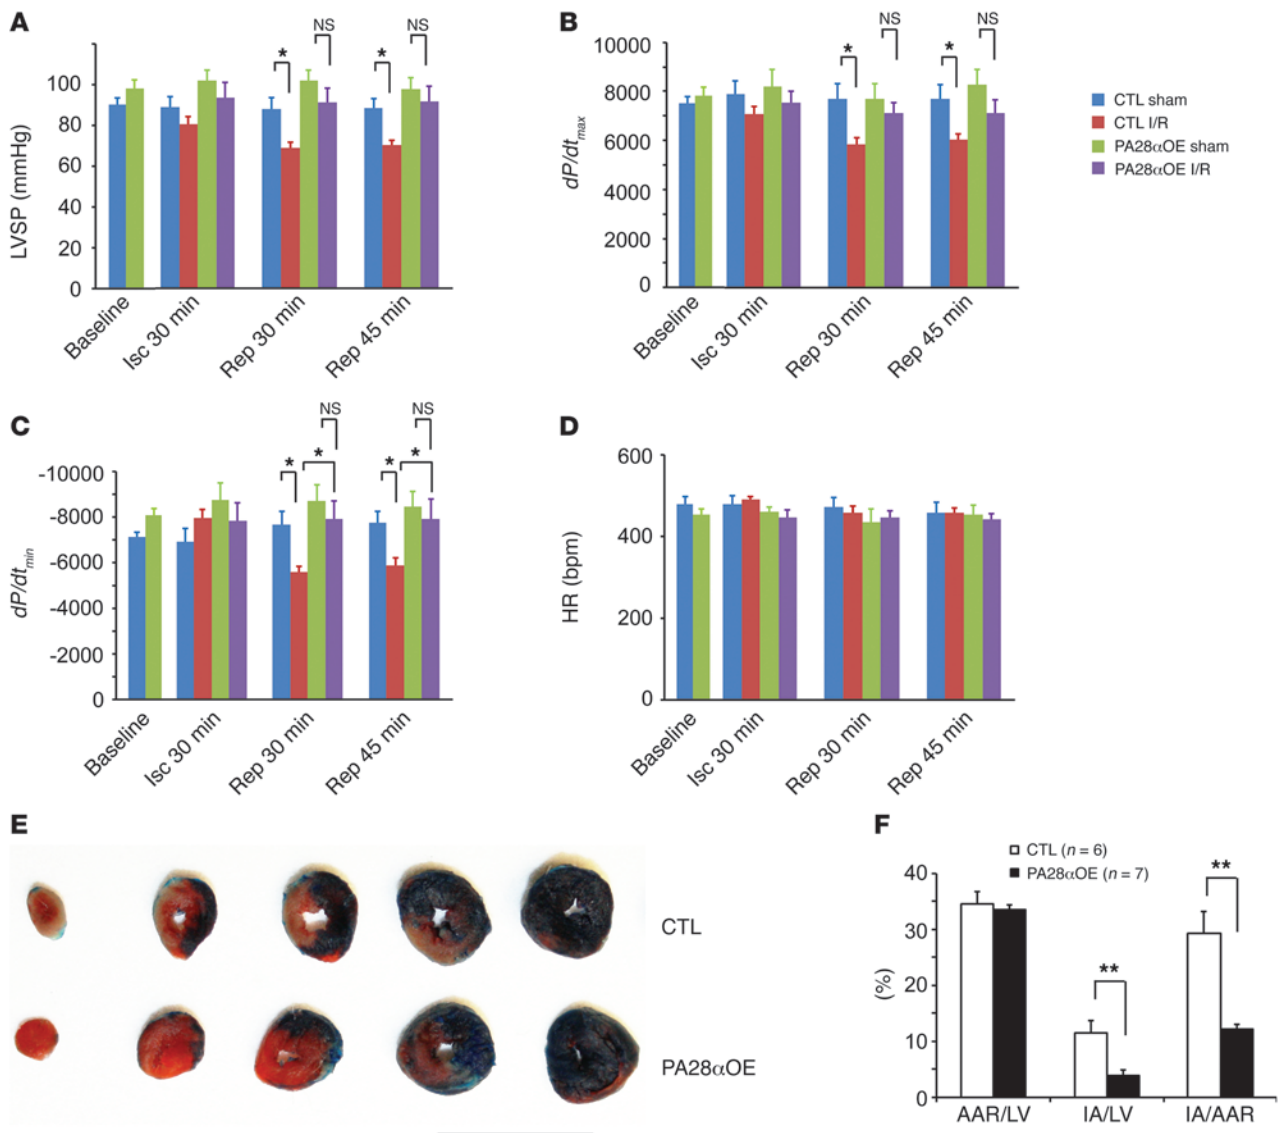 A
NS
NS
*
*
LVSP (mmHg)
100
80
60
40
20
0
Baseline
Isc 30 min
Rep 30 min
Rep 45 min
B
NS
NS
*
*
dP/dtmax
10000
8000
6000
4000
2000
0
Baseline
Isc 30 min
Rep 30 min
Rep 45 min
CTL sham
CTL I/R
PA28αOE sham
PA28αOE I/R
C
NS
NS
* *
* *
dP/dtmin
-10000
-8000
-6000
-4000
-2000
0
Baseline
Isc 30 min
Rep 30 min
Rep 45 min
D
HR (bpm)
600
400
200
0
Baseline
Isc 30 min
Rep 30 min
Rep 45 min
E
CTL
PA28αOE
F
CTL (n = 6)
PA28αOE (n = 7)
**
**
(%)
40
30
20
10
0
AAR/LV
IA/LV
IA/AAR